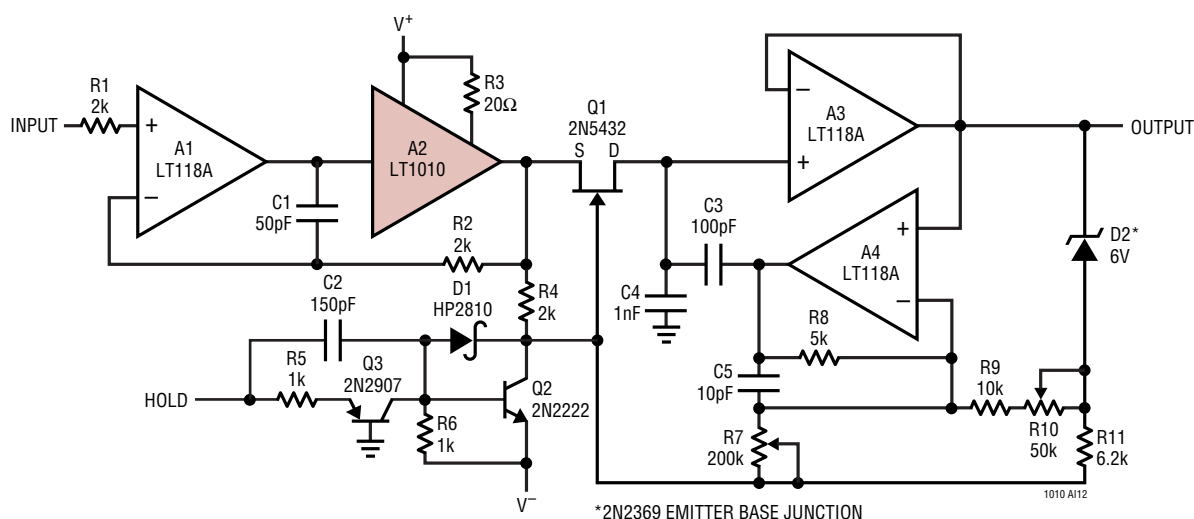 V+
R1
2k
INPUT
+
−
A1
LT118A
C1
50pF
A2
LT1010
R3
20Ω
R2
2k
Q1
2N5432
S D
−
+
A3
LT118A
OUTPUT
C3
100pF
+
−
A4
LT118A
D2*
6V
C4
1nF
R4
2k
C2
150pF
D1
HP2810
R5
1k
Q3
2N2907
HOLD
R6
1k
Q2
2N2222
V−
R8
5k
C5
10pF
R9
10k
R10
50k
R7
200k
R11
6.2k
1010 AI12
*2N2369 EMITTER BASE JUNCTION